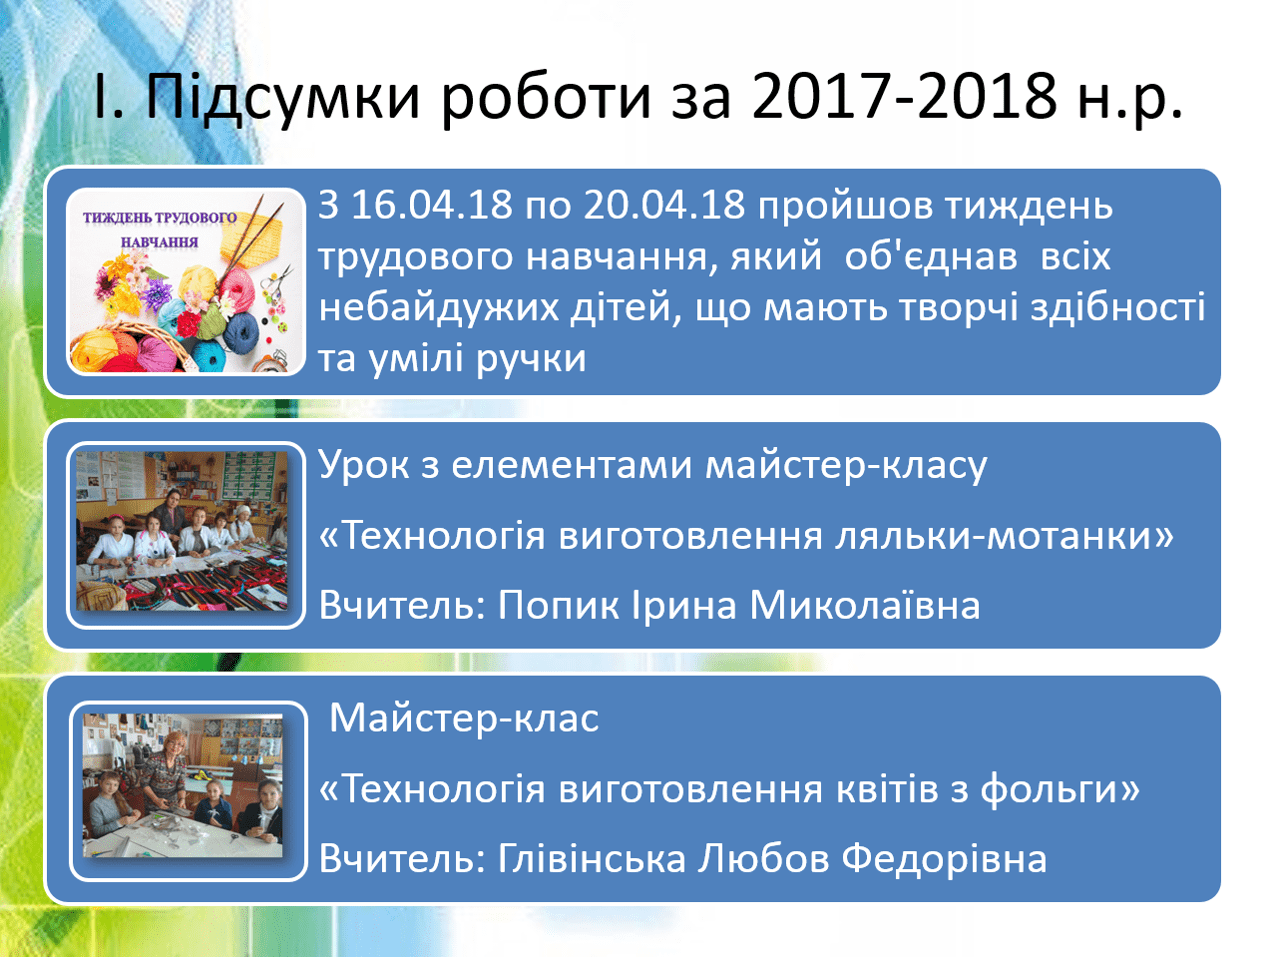 І. Підсумки роботи за 2017-2018 н.р.
ТИЖДЕНЬ ТРУДОВОГО
НАВЧАННЯ
З 16.04.18 по 20.04.18 пройшов тиждень
трудового навчання, який  об'єднав  всіх
небайдужих дітей, що мають творчі здібності
та умілі ручки
Урок з елементами майстер-класу
«Технологія виготовлення ляльки-мотанки»
Вчитель: Попик Ірина Миколаївна
Майстер-клас
«Технологія виготовлення квітів з фольги»
Вчитель: Глівінська Любов Федорівна